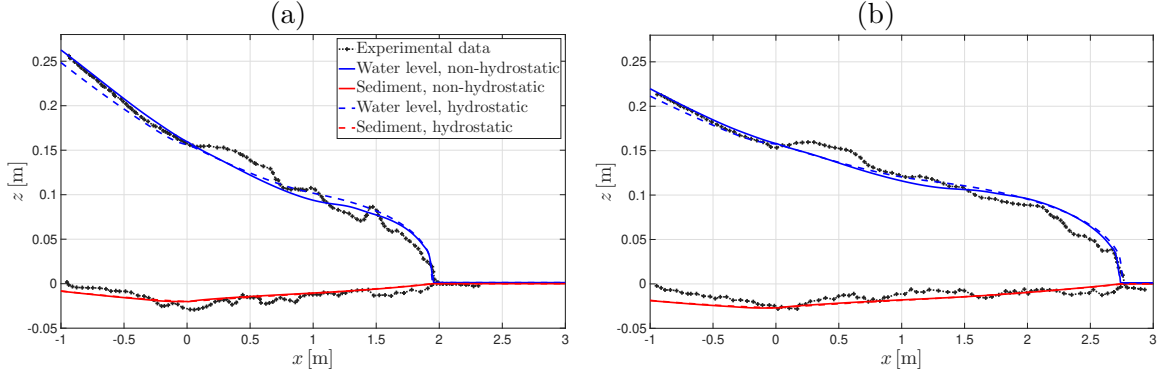 (a)
(b)
0.25
0.2
0.15
0.1
0.05
0
-0.05
z [m]
-1
-0.5
0
0.5
1
1.5
2
2.5
3
x [m]
Experimental data
Water level, non-hydrostatic
Sediment, non-hydrostatic
Water level, hydrostatic
Sediment, hydrostatic
0.25
0.2
0.15
0.1
0.05
0
-0.05
z [m]
-1
-0.5
0
0.5
1
1.5
2
2.5
3
x [m]